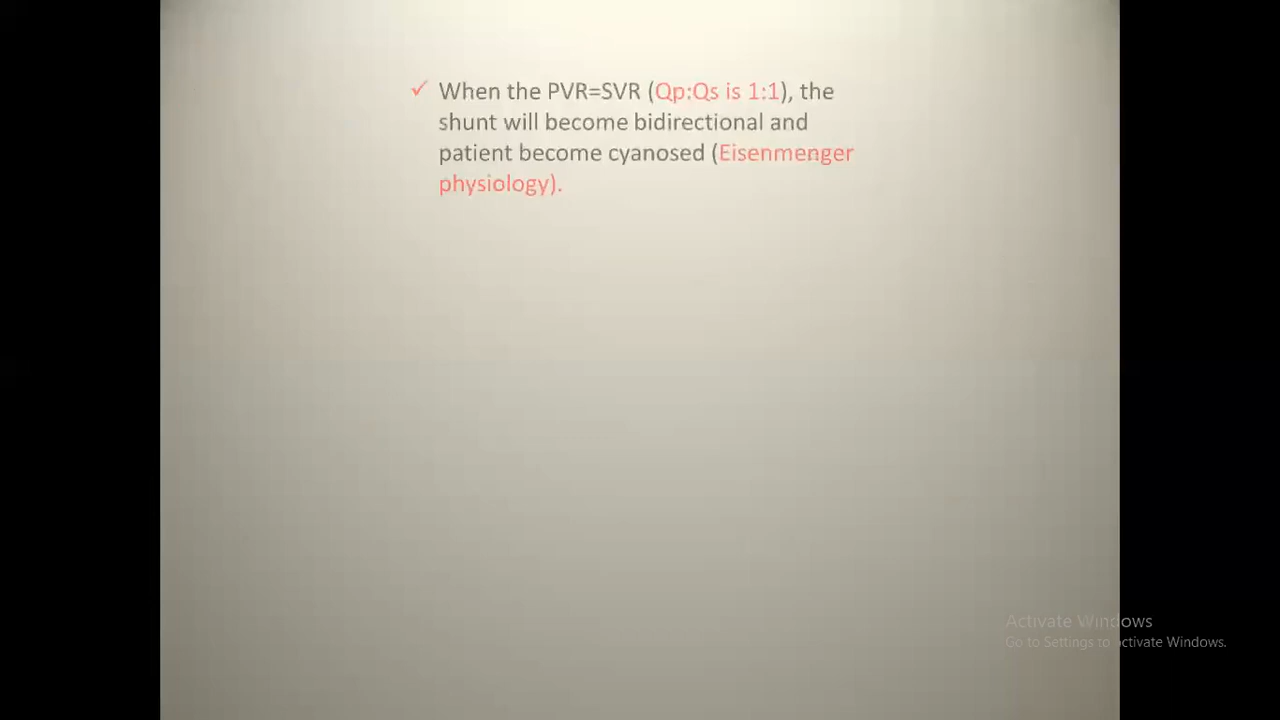 ✓ When the PVR=SVR (Qp:Qs is 1:1), the
shunt will become bidirectional and
patient become cyanosed (Eisenmenger
physiology).
Activate Windows
Go to Settings to activate Windows.